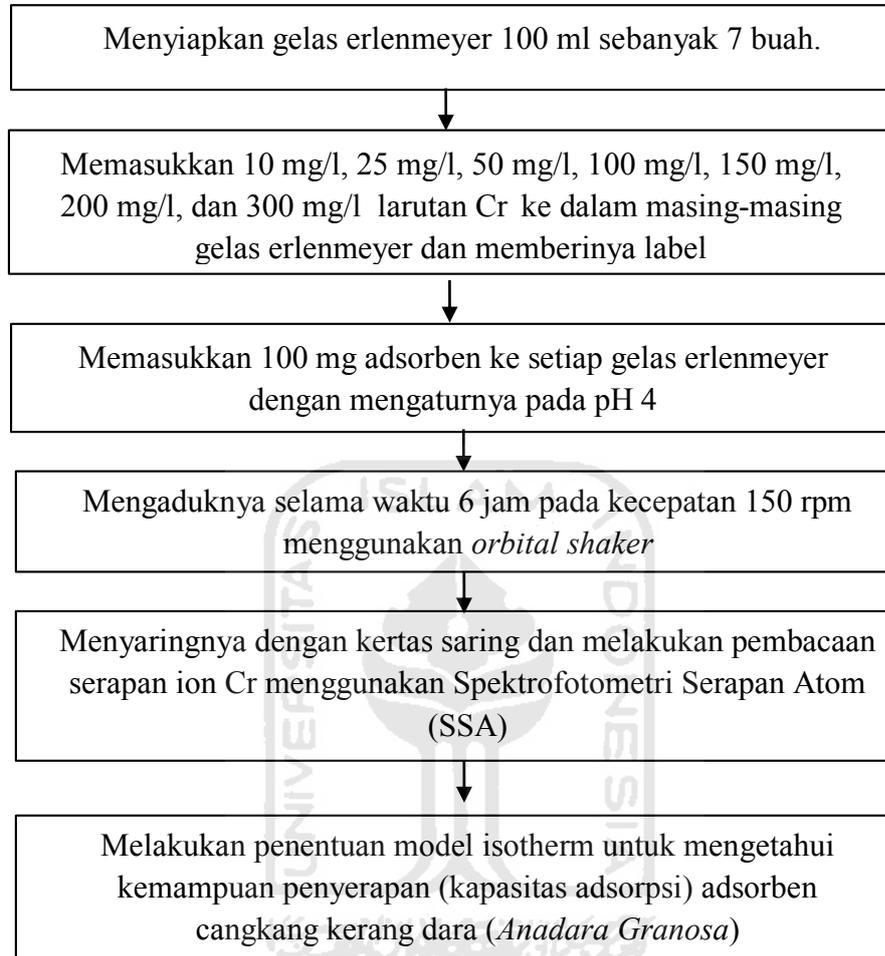 Menyiapkan gelas erlenmeyer 100 ml sebanyak 7 buah.
Memasukkan 10 mg/l, 25 mg/l, 50 mg/l, 100 mg/l, 150 mg/l,
200 mg/l, dan 300 mg/l larutan Cr ke dalam masing-masing
gelas erlenmeyer dan memberinya label
Memasukkan 100 mg adsorben ke setiap gelas erlenmeyer
dengan mengaturnya pada pH 4
ISLAM
UNIVERSITAS
INDONESIA
Mengaduknya selama waktu 6 jam pada kecepatan 150 rpm
menggunakan orbital shaker
Menyaringnya dengan kertas saring dan melakukan pembacaan
serapan ion Cr menggunakan Spektrofotometri Serapan Atom
(SSA)
Melakukan penentuan model isotherm untuk mengetahui
kemampuan penyerapan (kapasitas adsorpsi) adsorben
cangkang kerang dara (Anadara Granosa)